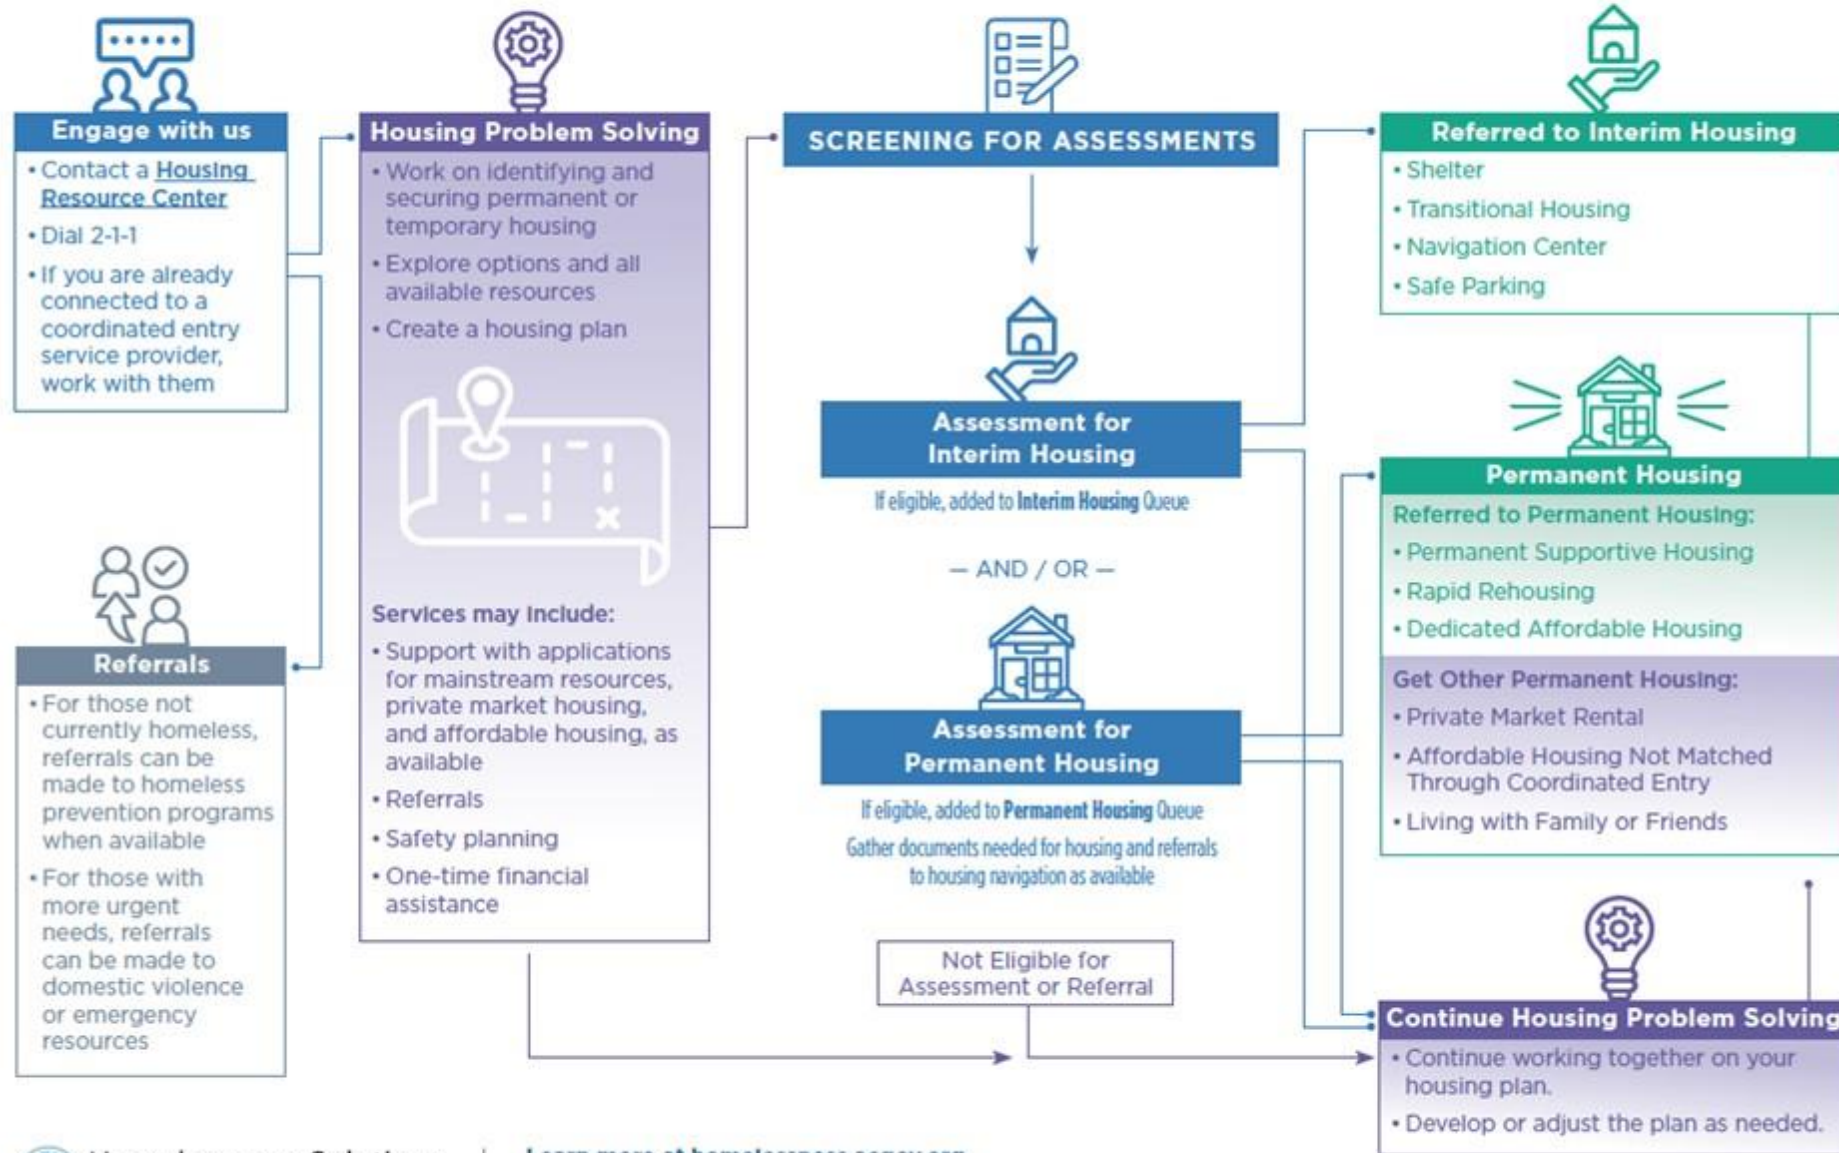 Engage with us
• Contact a Housing
Resource Center
• Dial 2-1-1
• If you are already
connected to a
coordinated entry
service provider,
work with them
Referrals
• For those not
currently homeless,
referrals can be
made to homeless
prevention programs
when available
• For those with
more urgent
needs, referrals
can be made to
domestic violence
or emergency
resources
Housing Problem Solving
• Work on identifying and
securing permanent or
temporary housing
• Explore options and all
available resources
• Create a housing plan
Services may include:
• Support with applications
for mainstream resources,
private market housing,
and affordable housing, as
available
• Referrals
• Safety planning
• One-time financial
assistance
SCREENING FOR ASSESSMENTS
Assessment for
Interim Housing
If eligible, added to Interim Housing Queue
— AND / OR —
Assessment for
Permanent Housing
If eligible, added to Permanent Housing Queue
Gather documents needed for housing and referrals
to housing navigation as available
Not Eligible for
Assessment or Referral
Referred to Interim Housing
• Shelter
• Transitional Housing
• Navigation Center
• Safe Parking
Permanent Housing
Referred to Permanent Housing:
• Permanent Supportive Housing
• Rapid Rehousing
• Dedicated Affordable Housing
Get Other Permanent Housing:
• Private Market Rental
• Affordable Housing Not Matched
Through Coordinated Entry
• Living with Family or Friends
Continue Housing Problem Solving
• Continue working together on your
housing plan.
• Develop or adjust the plan as needed.